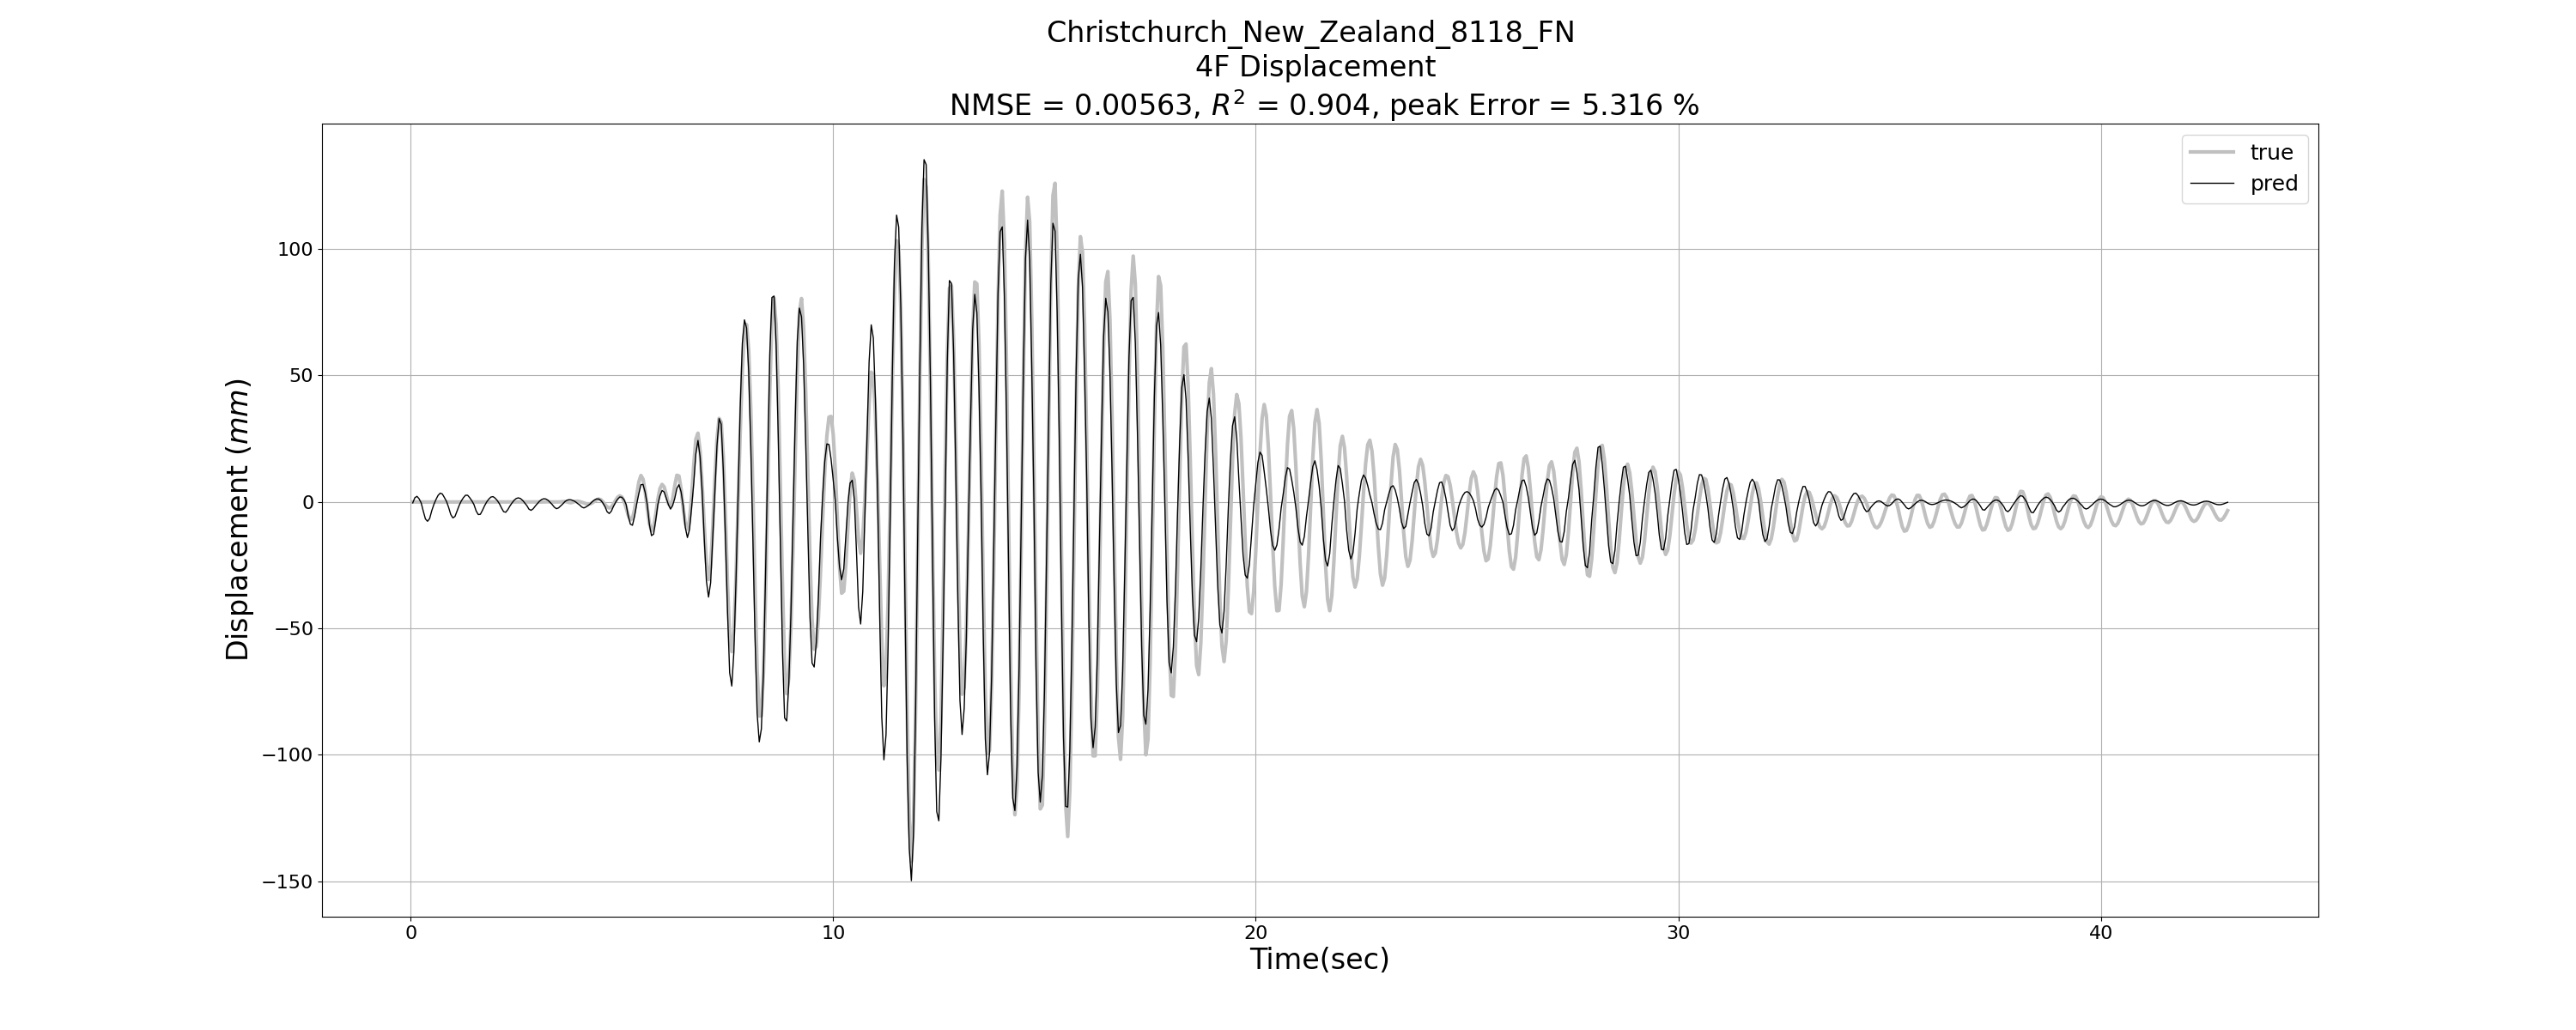 Christchurch_New_Zealand_8118_FN
4F Displacement
NMSE = 0.00563, R² = 0.904, peak Error = 5.316 %
true
pred
Displacement (mm)
100
50
0
−50
−100
−150
0
10
20
30
40
Time(sec)